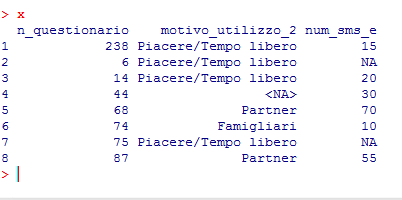 > x
n_questionario motivo_utilizzo_2 num_sms_e
1 238 Piacere/Tempo libero 15
2 6 Piacere/Tempo libero NA
3 14 Piacere/Tempo libero 20
4 44 <NA> 30
5 68 Partner 70
6 74 Famigliari 10
7 75 Piacere/Tempo libero NA
8 87 Partner 55
>